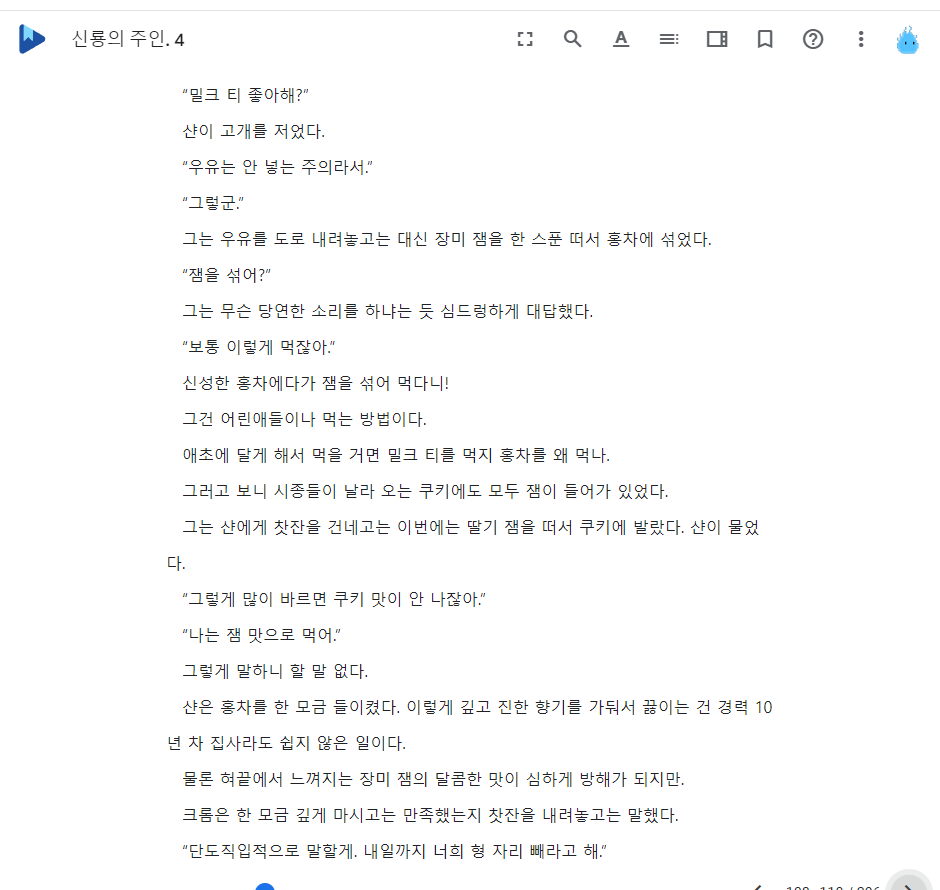 신룡의 주인. 4
"밀크 티 좋아해?"
샨이 고개를 저었다.
"우유는 안 넣는 주의라서."
"그렇군."
그는 우유를 도로 내려놓고는 대신 장미 잼을 한 스푼 떠서 홍차에 섞었다.
"잼을 섞어?"
그는 무슨 당연한 소리를 하냐는 듯 심드렁하게 대답했다.
"보통 이렇게 먹잖아."
신성한 홍차에다가 잼을 섞어 먹다니!
그건 어린애들이나 먹는 방법이다.
애초에 달게 해서 먹을 거면 밀크 티를 먹지 홍차를 왜 먹나.
그러고 보니 시종들이 날라 오는 쿠키에도 모두 잼이 들어가 있었다.
그는 샨에게 찻잔을 건네고는 이번에는 딸기 잼을 떠서 쿠키에 발랐다. 샨이 물었
다.
"그렇게 많이 바르면 쿠키 맛이 안 나잖아."
"나는 잼 맛으로 먹어."
그렇게 말하니 할 말 없다.
샨은 홍차를 한 모금 들이켰다. 이렇게 깊고 진한 향기를 가둬서 끓이는 건 경력 10
년 차 집사라도 쉽지 않은 일이다.
물론 혀끝에서 느껴지는 장미 잼의 달콤한 맛이 심하게 방해가 되지만.
크롬은 한 모금 깊게 마시고는 만족했는지 찻잔을 내려놓고는 말했다.
"단도직입적으로 말할게. 내일까지 너희 형 자리 빼라고 해."